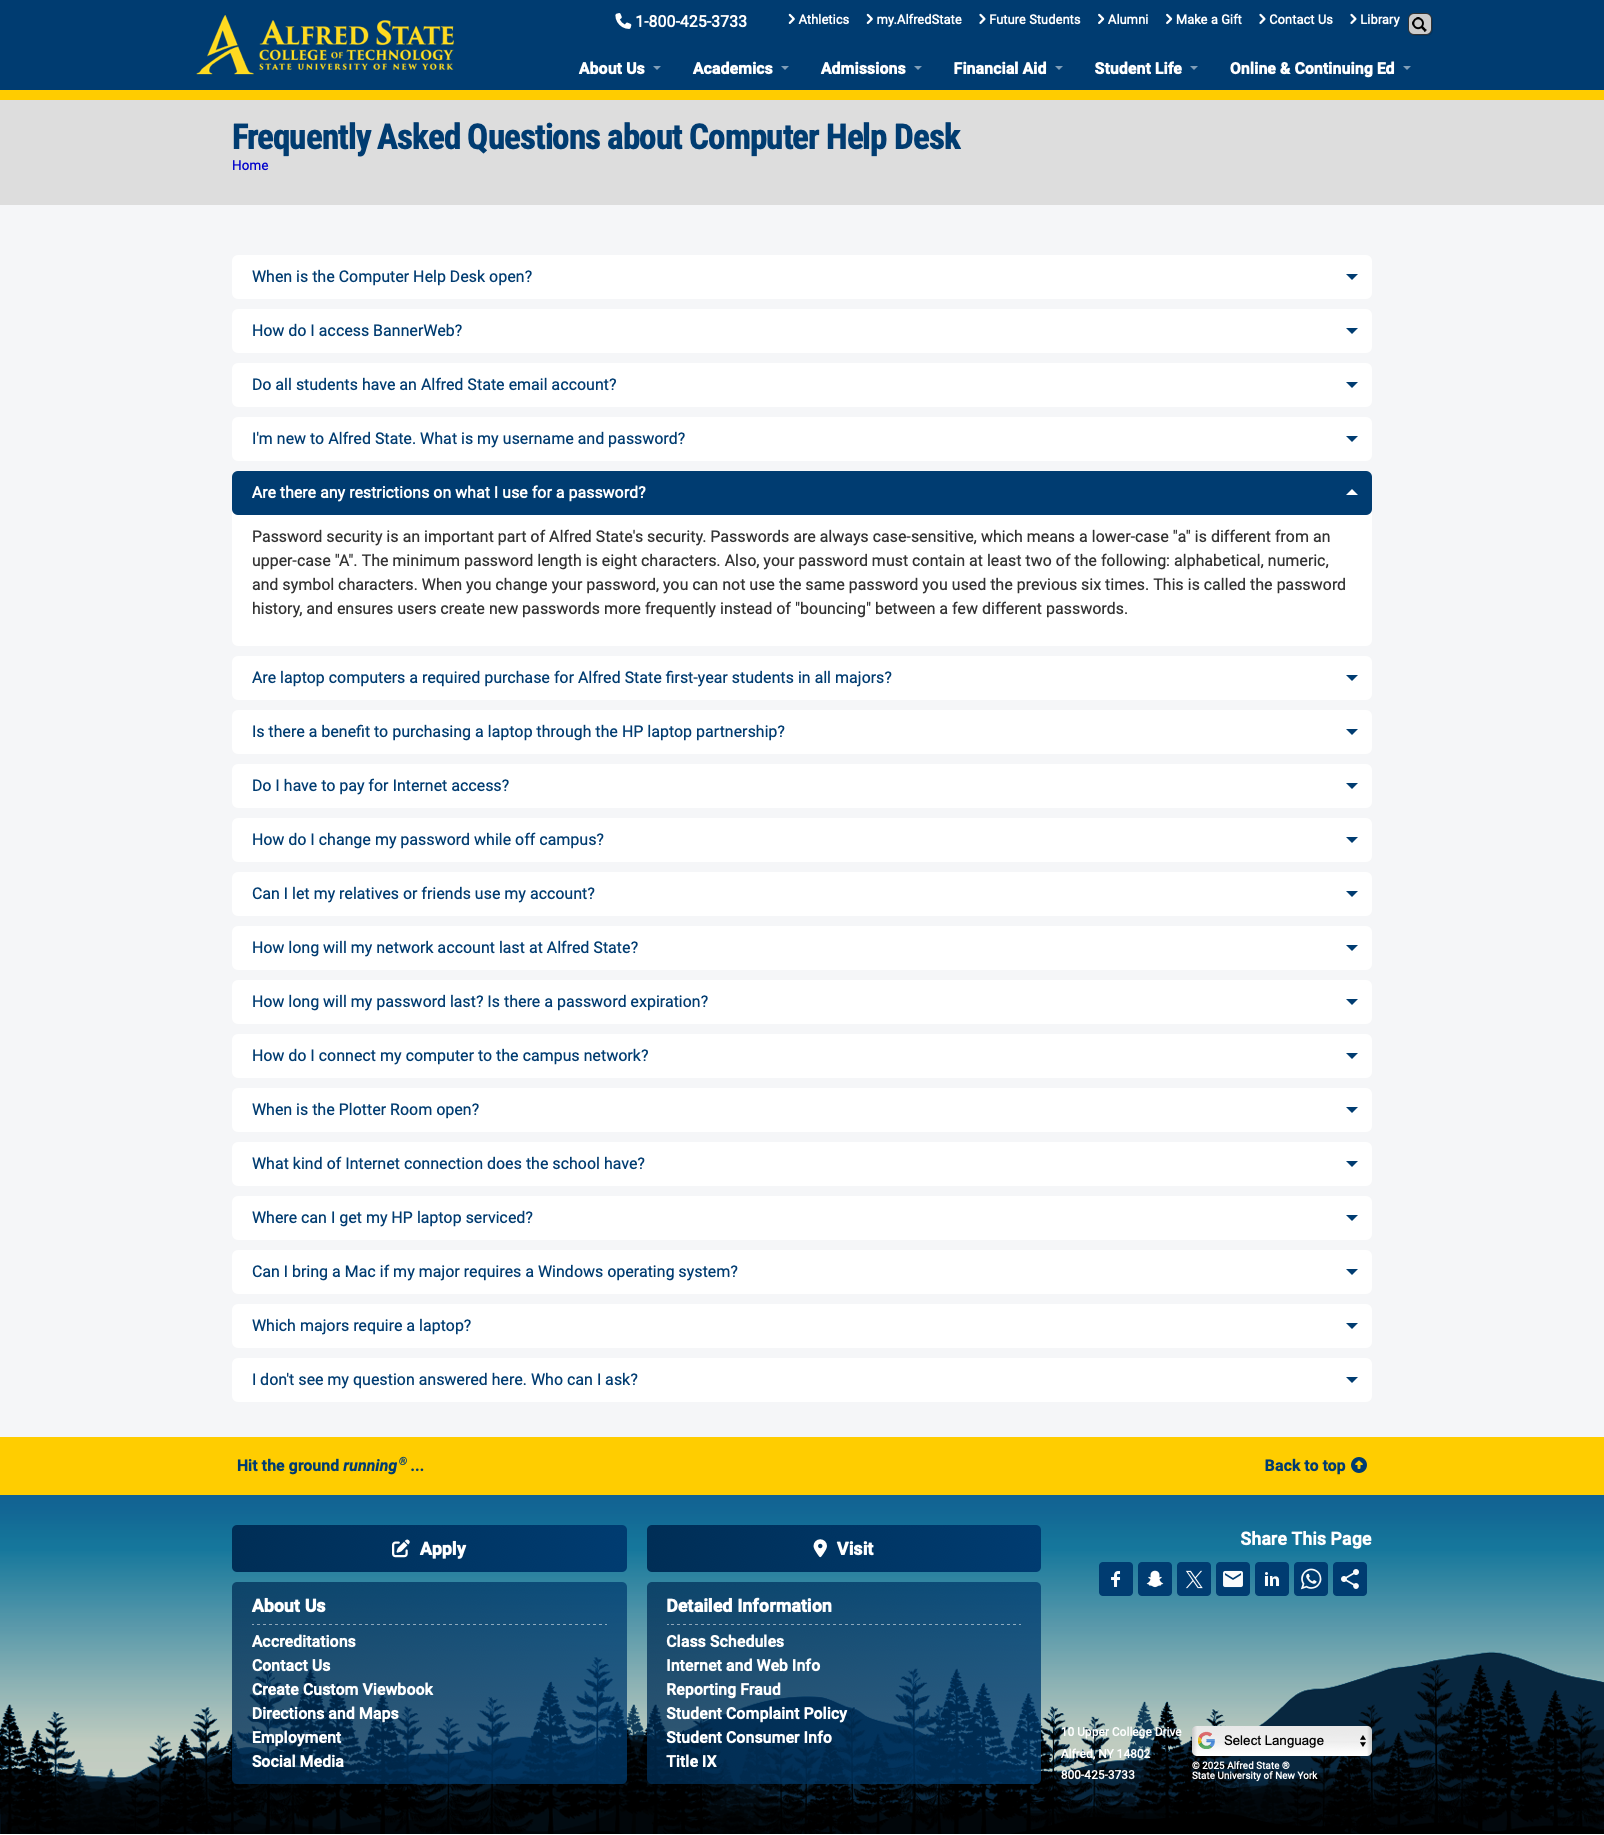 ALFRED STATE
COLLEGE OF TECHNOLOGY
STATE UNIVERSITY OF NEW YORK
1-800-425-3733
Athletics
my.AlfredState
Future Students
Alumni
Make a Gift
Contact Us
Library
About Us
Academics
Admissions
Financial Aid
Student Life
Online & Continuing Ed
Frequently Asked Questions about Computer Help Desk
Home
When is the Computer Help Desk open?
How do I access BannerWeb?
Do all students have an Alfred State email account?
I'm new to Alfred State. What is my username and password?
Are there any restrictions on what I use for a password?
Password security is an important part of Alfred State's security. Passwords are always case-sensitive, which means a lower-case "a" is different from an
upper-case "A". The minimum password length is eight characters. Also, your password must contain at least two of the following: alphabetical, numeric,
and symbol characters. When you change your password, you can not use the same password you used the previous six times. This is called the password
history, and ensures users create new passwords more frequently instead of "bouncing" between a few different passwords.
Are laptop computers a required purchase for Alfred State first-year students in all majors?
Is there a benefit to purchasing a laptop through the HP laptop partnership?
Do I have to pay for Internet access?
How do I change my password while off campus?
Can I let my relatives or friends use my account?
How long will my network account last at Alfred State?
How long will my password last? Is there a password expiration?
How do I connect my computer to the campus network?
When is the Plotter Room open?
What kind of Internet connection does the school have?
Where can I get my HP laptop serviced?
Can I bring a Mac if my major requires a Windows operating system?
Which majors require a laptop?
I don't see my question answered here. Who can I ask?
Hit the ground running® ...
Back to top
Apply
About Us
Accreditations
Contact Us
Create Custom Viewbook
Directions and Maps
Employment
Social Media
Visit
Detailed Information
Class Schedules
Internet and Web Info
Reporting Fraud
Student Complaint Policy
Student Consumer Info
Title IX
Share This Page
10 Upper College Drive
Alfred, NY 14802
800-425-3733
Select Language
© 2025 Alfred State ®
State University of New York